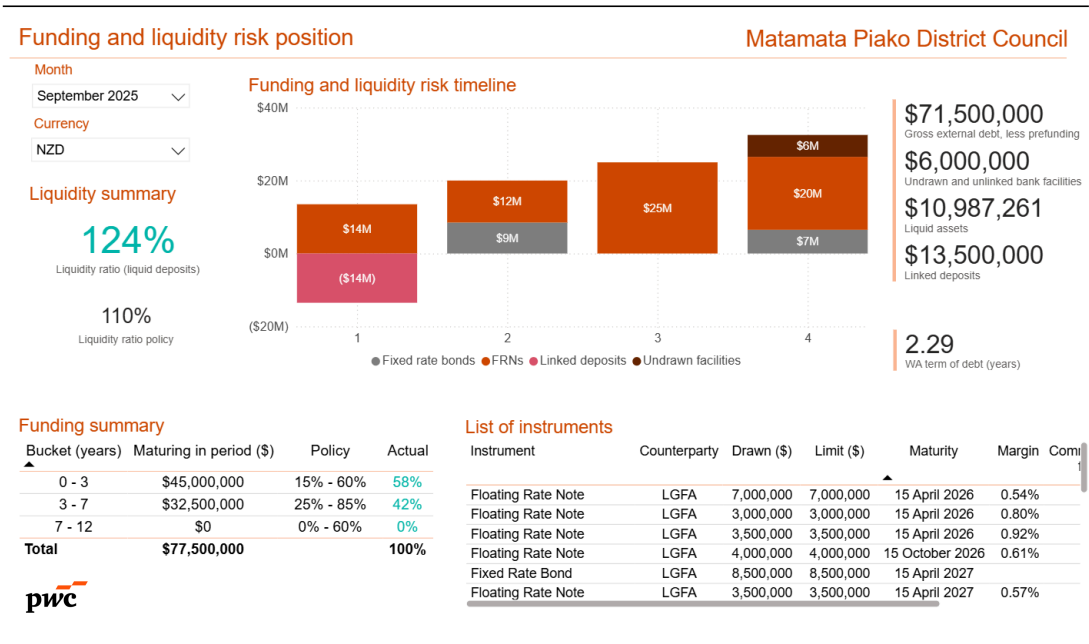 Funding and liquidity risk position
Matamata Piako District Council
Month
September 2025
Currency
NZD
Liquidity summary
124%
Liquidity ratio (liquid deposits)
110%
Liquidity ratio policy
Funding and liquidity risk timeline
$40M
$20M
$0M
($20M)
$14M
($14M)
$12M
$9M
$25M
$6M
$20M
$7M
1 2 3 4
Fixed rate bonds FRNs Linked deposits Undrawn facilities
$71,500,000
Gross external debt, less prefunding
$6,000,000
Undrawn and unlinked bank facilities
$10,987,261
Liquid assets
$13,500,000
Linked deposits
2.29
WA term of debt (years)
Funding summary
Bucket (years) Maturing in period ($) Policy Actual
0 - 3 $45,000,000 15% - 60% 58%
3 - 7 $32,500,000 25% - 85% 42%
7 - 12 $0 0% - 60% 0%
Total $77,500,000 100%
List of instruments
Instrument Counterparty Drawn ($) Limit ($) Maturity Margin
Floating Rate Note LGFA 7,000,000 7,000,000 15 April 2026 0.54%
Floating Rate Note LGFA 3,000,000 3,000,000 15 April 2026 0.80%
Floating Rate Note LGFA 3,500,000 3,500,000 15 April 2026 0.92%
Floating Rate Note LGFA 4,000,000 4,000,000 15 October 2026 0.61%
Fixed Rate Bond LGFA 8,500,000 8,500,000 15 April 2027
Floating Rate Note LGFA 3,500,000 3,500,000 15 April 2027 0.57%
pwc